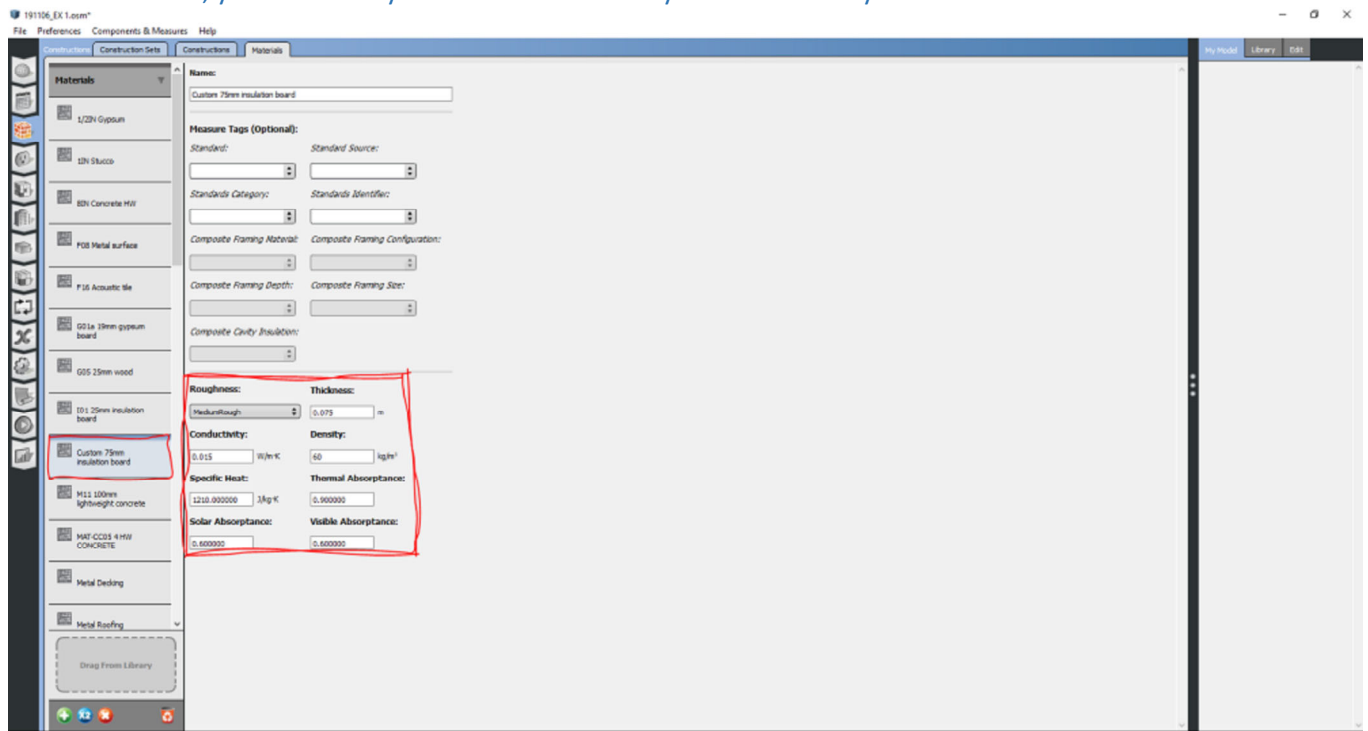 191106_EX 1.osm*
File Preferences Components & Measures Help
Constructions Construction Sets Constructions Materials My Model Library Edit
Materials
1/2IN Gypsum
1IN Stucco
8IN Concrete HW
F08 Metal surface
F16 Acoustic tile
G01a 19mm gypsum
board
G05 25mm wood
I01 25mm insulation
board
Custom 75mm
insulation board
M11 100mm
lightweight concrete
MAT-CC05 4 HW
CONCRETE
Metal Decking
Metal Roofing
Drag From Library
x2
Name:
Custom 75mm insulation board
Measure Tags (Optional):
Standard: Standard Source:
Standards Category: Standards Identifier:
Composite Framing Material: Composite Framing Configuration:
Composite Framing Depth: Composite Framing Size:
Composite Cavity Insulation:
Roughness: Thickness:
MediumRough 0.075 m
Conductivity: Density:
0.015 W/m·K 60 kg/m³
Specific Heat: Thermal Absorptance:
1210.000000 J/kg·K 0.900000
Solar Absorptance: Visible Absorptance:
0.600000 0.600000